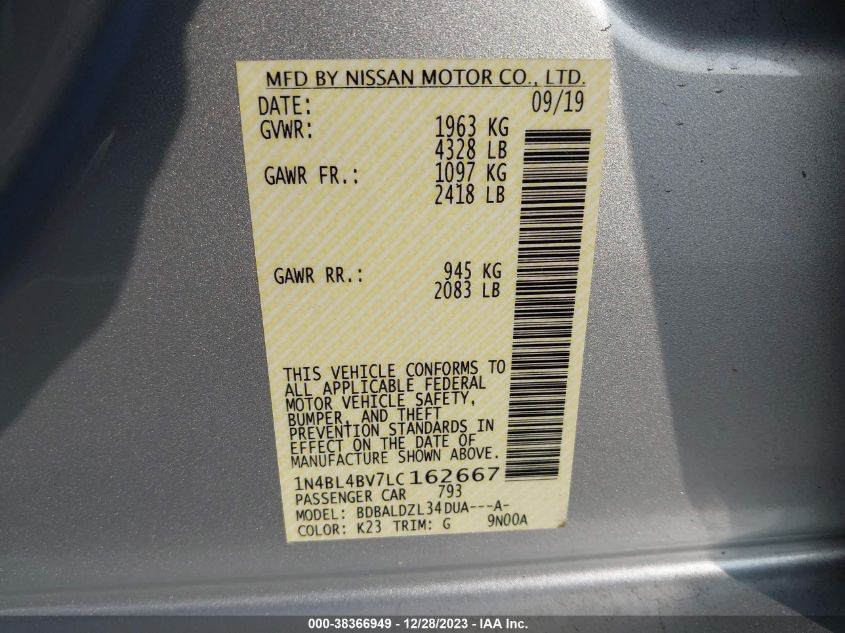 MFD BY NISSAN MOTOR CO., LTD.
DATE: 09/19
GVWR: 1963 KG
4328 LB
GAWR FR.: 1097 KG
2418 LB
GAWR RR.: 945 KG
2083 LB
THIS VEHICLE CONFORMS TO
ALL APPLICABLE FEDERAL
MOTOR VEHICLE SAFETY,
BUMPER, AND THEFT
PREVENTION STANDARDS IN
EFFECT ON THE DATE OF
MANUFACTURE SHOWN ABOVE.
1N4BL4BV7LC162667
PASSENGER CAR 793
MODEL: BDBALDZL34DUA---A-
COLOR: K23 TRIM: G 9N00A
000-38366949 - 12/28/2023 - IAA Inc.